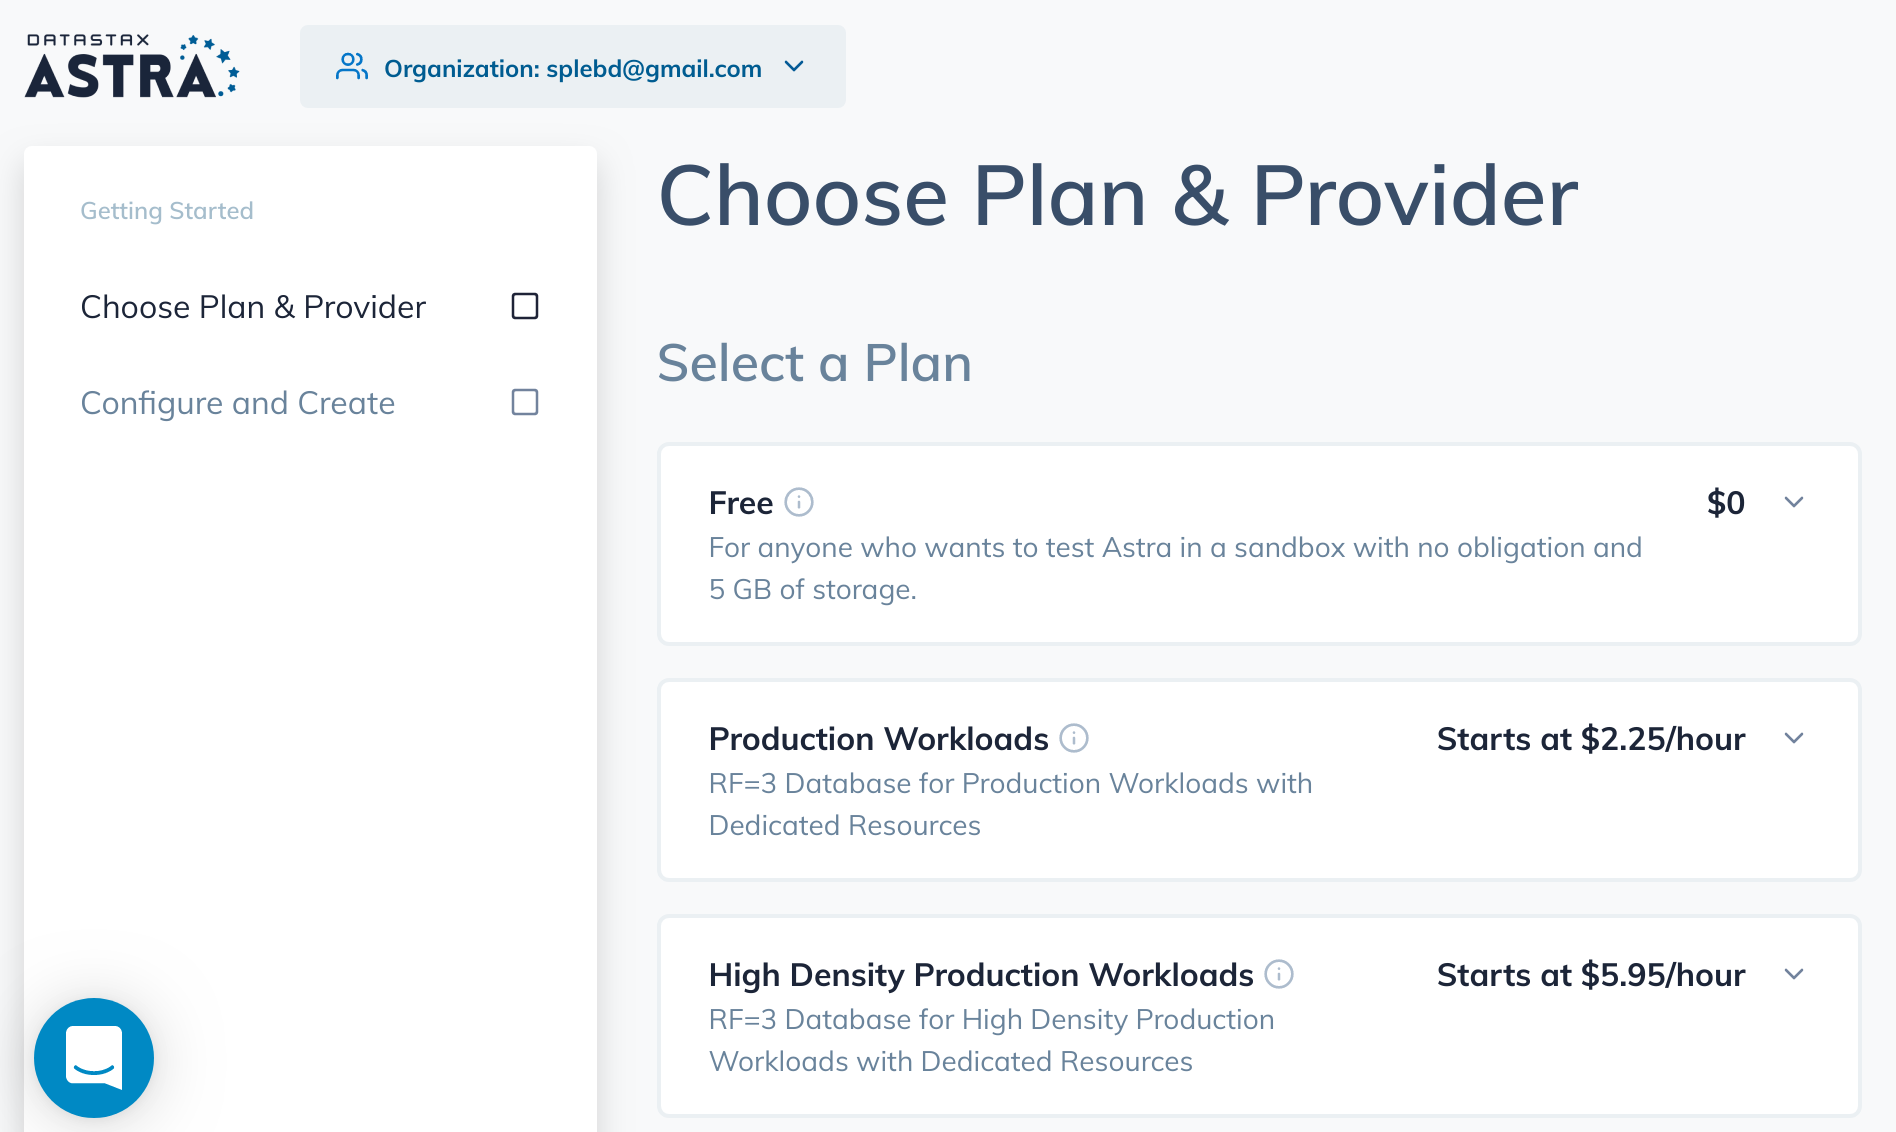 DATASTAX
ASTRA
Organization: splebd@gmail.com
Getting Started
Choose Plan & Provider
Configure and Create
Choose Plan & Provider
Select a Plan
Free
$0
For anyone who wants to test Astra in a sandbox with no obligation and
5 GB of storage.
Production Workloads
Starts at $2.25/hour
RF=3 Database for Production Workloads with
Dedicated Resources
High Density Production Workloads
Starts at $5.95/hour
RF=3 Database for High Density Production
Workloads with Dedicated Resources